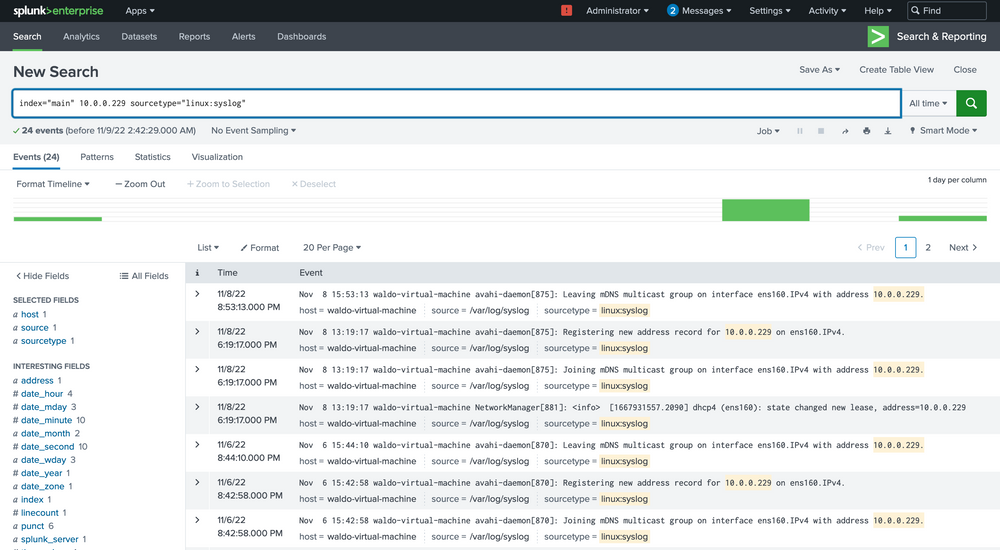 splunk>enterprise Apps ▾ ! Administrator ▾ 2 Messages ▾ Settings ▾ Activity ▾ Help ▾ Find
Search Analytics Datasets Reports Alerts Dashboards > Search & Reporting
New Search Save As ▾ Create Table View Close
index="main" 10.0.0.229 sourcetype="linux:syslog" All time ▾
✓ 24 events (before 11/9/22 2:42:29.000 AM) No Event Sampling ▾ Job ▾ Smart Mode ▾
Events (24) Patterns Statistics Visualization
Format Timeline ▾ — Zoom Out + Zoom to Selection × Deselect 1 day per column
List ▾ Format 20 Per Page ▾ < Prev 1 2 Next >
< Hide Fields All Fields i Time Event
SELECTED FIELDS
a host 1
a source 1
a sourcetype 1
INTERESTING FIELDS
a address 1
# date_hour 4
# date_mday 3
# date_minute 10
a date_month 2
# date_second 10
a date_wday 3
# date_year 1
a date_zone 1
a index 1
# linecount 1
a punct 6
a splunk_server 1
> 11/8/22 Nov 8 15:53:13 waldo-virtual-machine avahi-daemon[875]: Leaving mDNS multicast group on interface ens160.IPv4 with address 10.0.0.229.
8:53:13.000 PM host = waldo-virtual-machine source = /var/log/syslog sourcetype = linux:syslog
> 11/8/22 Nov 8 13:19:17 waldo-virtual-machine avahi-daemon[875]: Registering new address record for 10.0.0.229 on ens160.IPv4.
6:19:17.000 PM host = waldo-virtual-machine source = /var/log/syslog sourcetype = linux:syslog
> 11/8/22 Nov 8 13:19:17 waldo-virtual-machine avahi-daemon[875]: Joining mDNS multicast group on interface ens160.IPv4 with address 10.0.0.229.
6:19:17.000 PM host = waldo-virtual-machine source = /var/log/syslog sourcetype = linux:syslog
> 11/8/22 Nov 8 13:19:17 waldo-virtual-machine NetworkManager[881]: <info> [1667931557.2090] dhcp4 (ens160): state changed new lease, address=10.0.0.229
6:19:17.000 PM host = waldo-virtual-machine source = /var/log/syslog sourcetype = linux:syslog
> 11/6/22 Nov 6 15:44:10 waldo-virtual-machine avahi-daemon[870]: Leaving mDNS multicast group on interface ens160.IPv4 with address 10.0.0.229.
8:44:10.000 PM host = waldo-virtual-machine source = /var/log/syslog sourcetype = linux:syslog
> 11/6/22 Nov 6 15:42:58 waldo-virtual-machine avahi-daemon[870]: Registering new address record for 10.0.0.229 on ens160.IPv4.
8:42:58.000 PM host = waldo-virtual-machine source = /var/log/syslog sourcetype = linux:syslog
> 11/6/22 Nov 6 15:42:58 waldo-virtual-machine avahi-daemon[870]: Joining mDNS multicast group on interface ens160.IPv4 with address 10.0.0.229.
8:42:58.000 PM host = waldo-virtual-machine source = /var/log/syslog sourcetype = linux:syslog